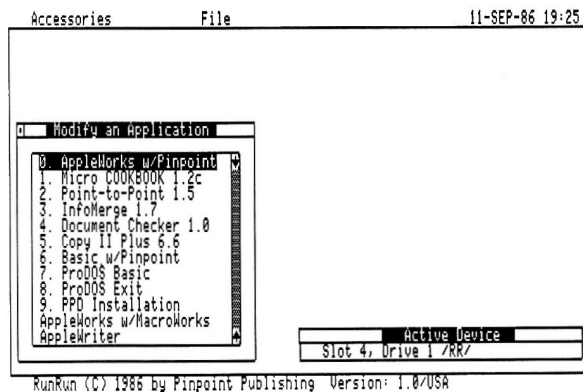 Accessories File 11-SEP-86 19:25
Modify an Application
0. AppleWorks w/Pinpoint
1. Micro COOKBOOK 1.2c
2. Point-to-Point 1.5
3. InfoMerge 1.7
4. Document Checker 1.0
5. Copy II Plus 6.6
6. Basic w/Pinpoint
7. ProDOS Basic
8. ProDOS Exit
9. PPD Installation
AppleWorks w/MacroWorks
AppleWriter
Active Device
Slot 4, Drive 1 /RR/
RunRun (C) 1986 by Pinpoint Publishing Version: 1.0/USA